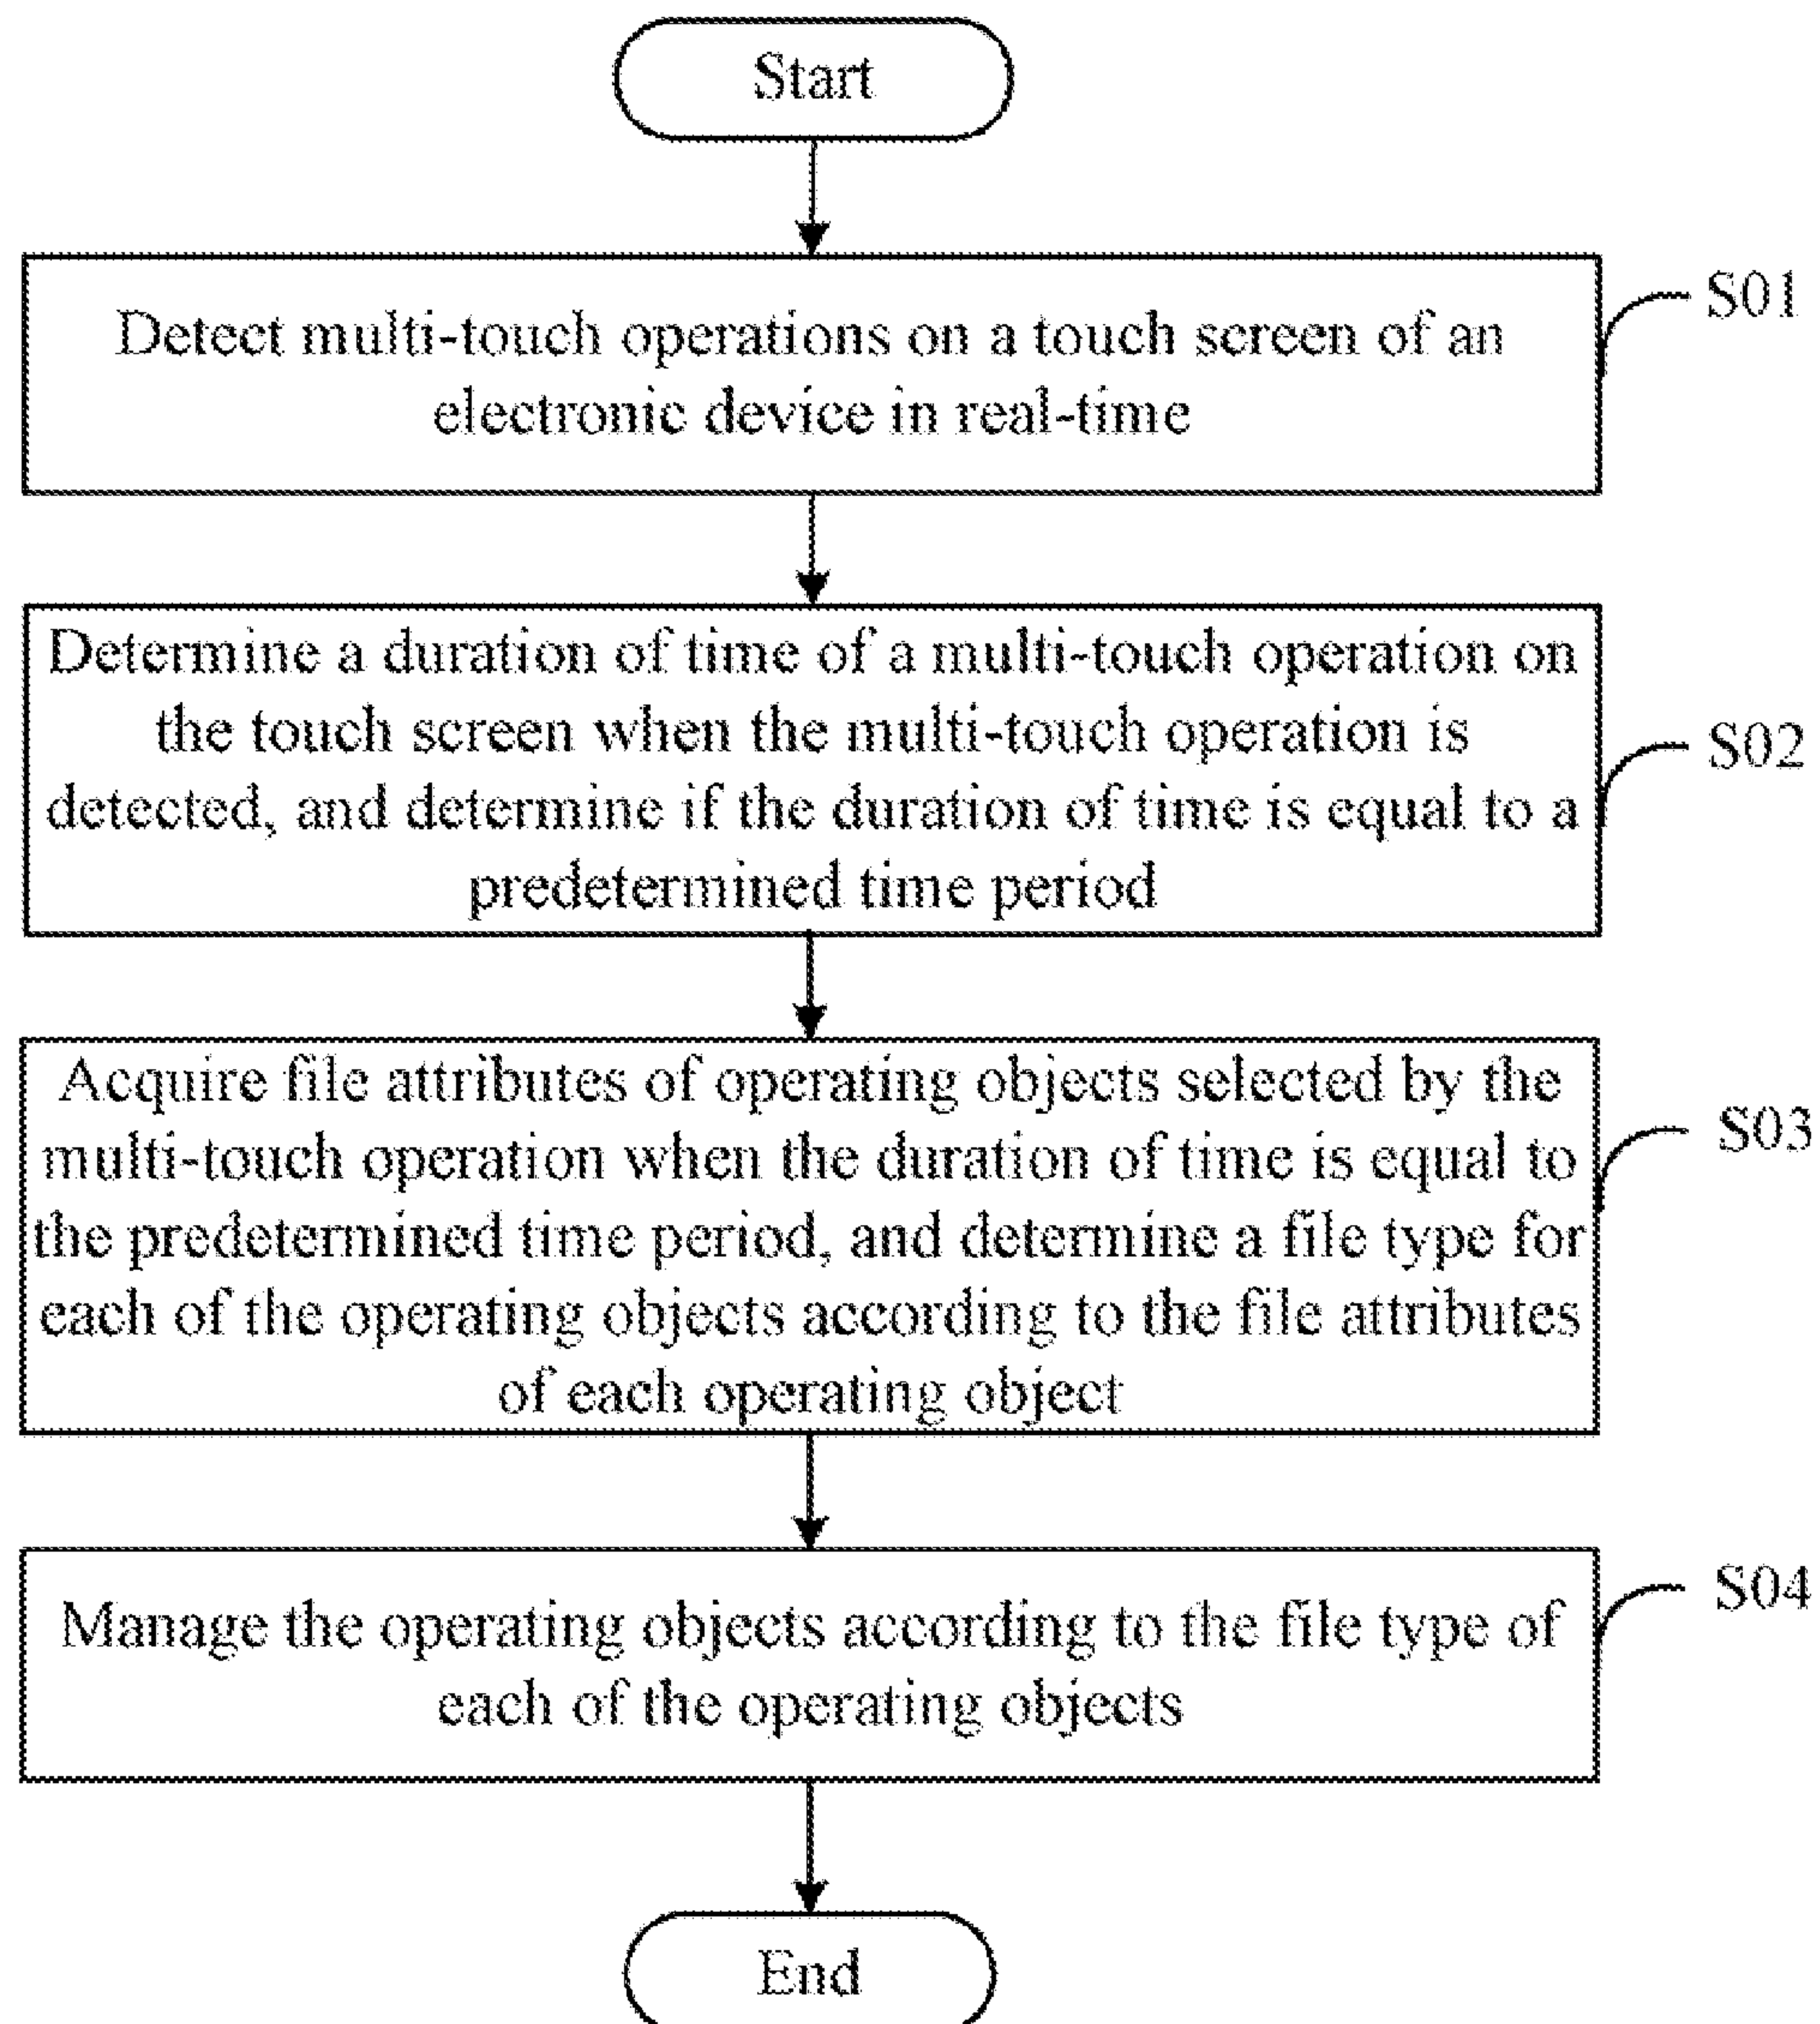 Start
Detect multi-touch operations on a touch screen of an
electronic device in real-time
S01
Determine a duration of time of a multi-touch operation on
the touch screen when the multi-touch operation is
detected, and determine if the duration of time is equal to a
predetermined time period
S02
Acquire file attributes of operating objects selected by the
multi-touch operation when the duration of time is equal to
the predetermined time period, and determine a file type for
each of the operating objects according to the file attributes
of each operating object
S03
Manage the operating objects according to the file type of
each of the operating objects
S04
End